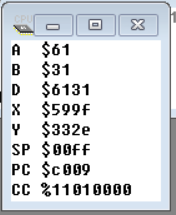 A $61
B $31
D $6131
X $599f
Y $332e
SP $00ff
PC $c009
CC %11010000